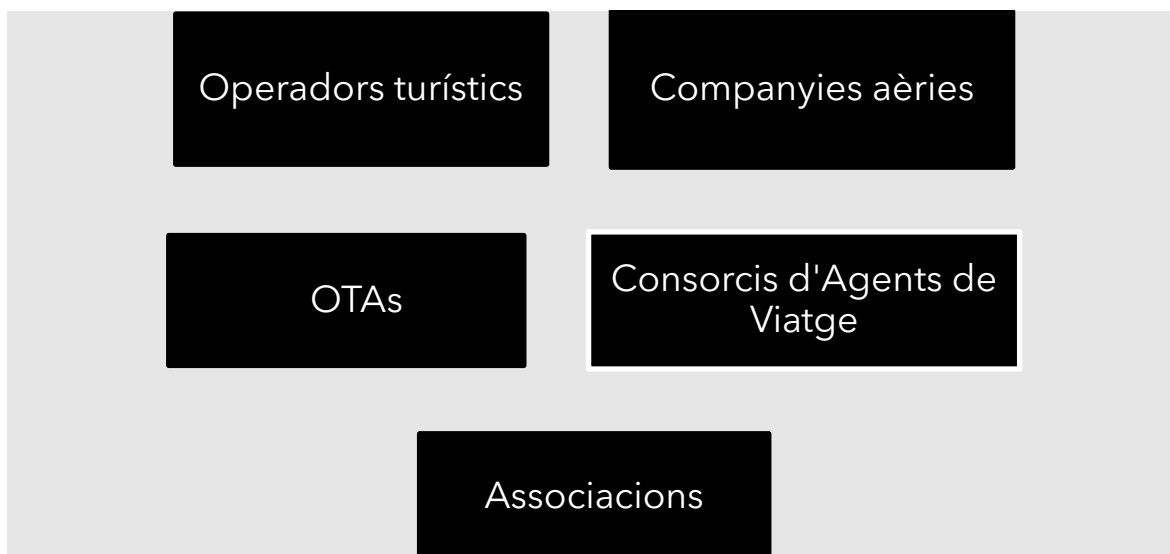 Operadors turístics
Companyies aèries
OTAs
Consorcis d'Agents de
Viatge
Associacions